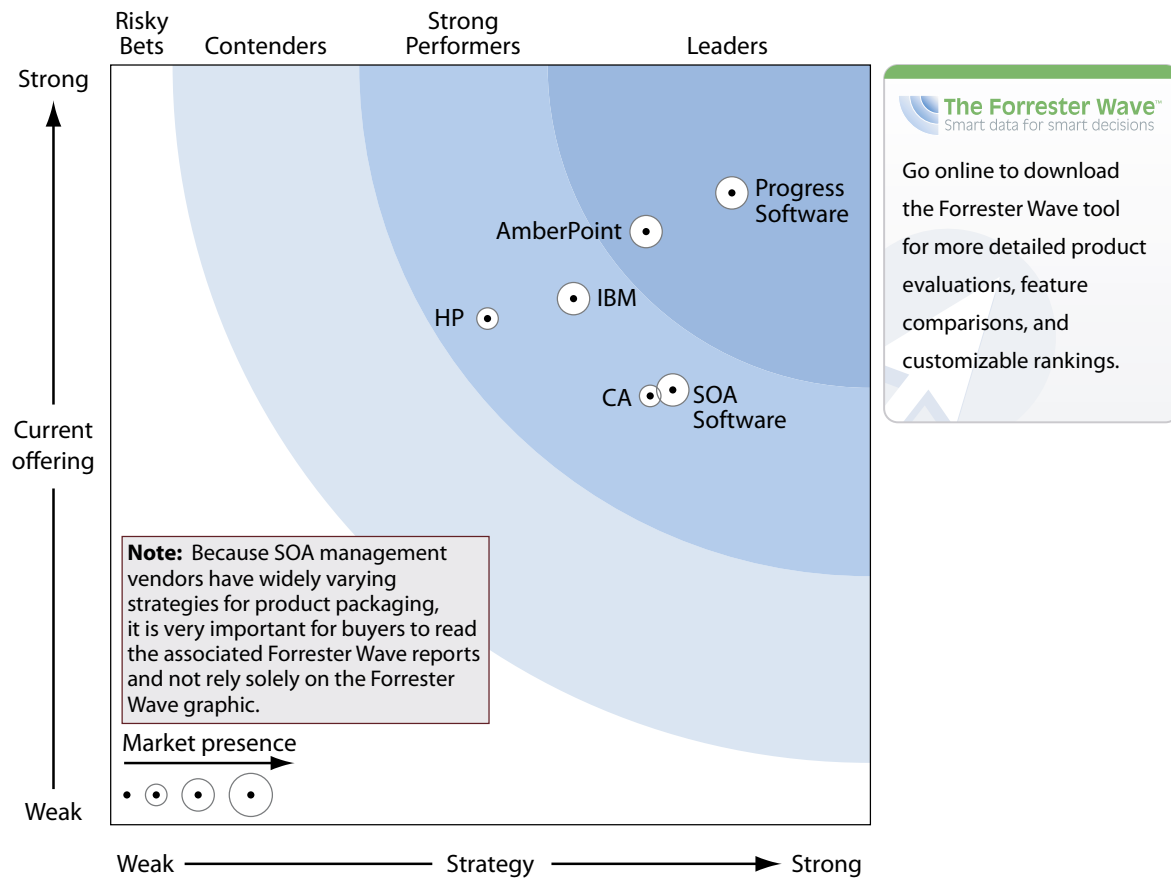 Risky
Bets
Contenders
Strong
Performers
Leaders
Strong
Current
offering
Weak
Progress
Software
AmberPoint
IBM
HP
CA
SOA
Software
Note: Because SOA management
vendors have widely varying
strategies for product packaging,
it is very important for buyers to read
the associated Forrester Wave reports
and not rely solely on the Forrester
Wave graphic.
Market presence
Weak
Strategy
Strong
The Forrester Wave™
Smart data for smart decisions
Go online to download
the Forrester Wave tool
for more detailed product
evaluations, feature
comparisons, and
customizable rankings.